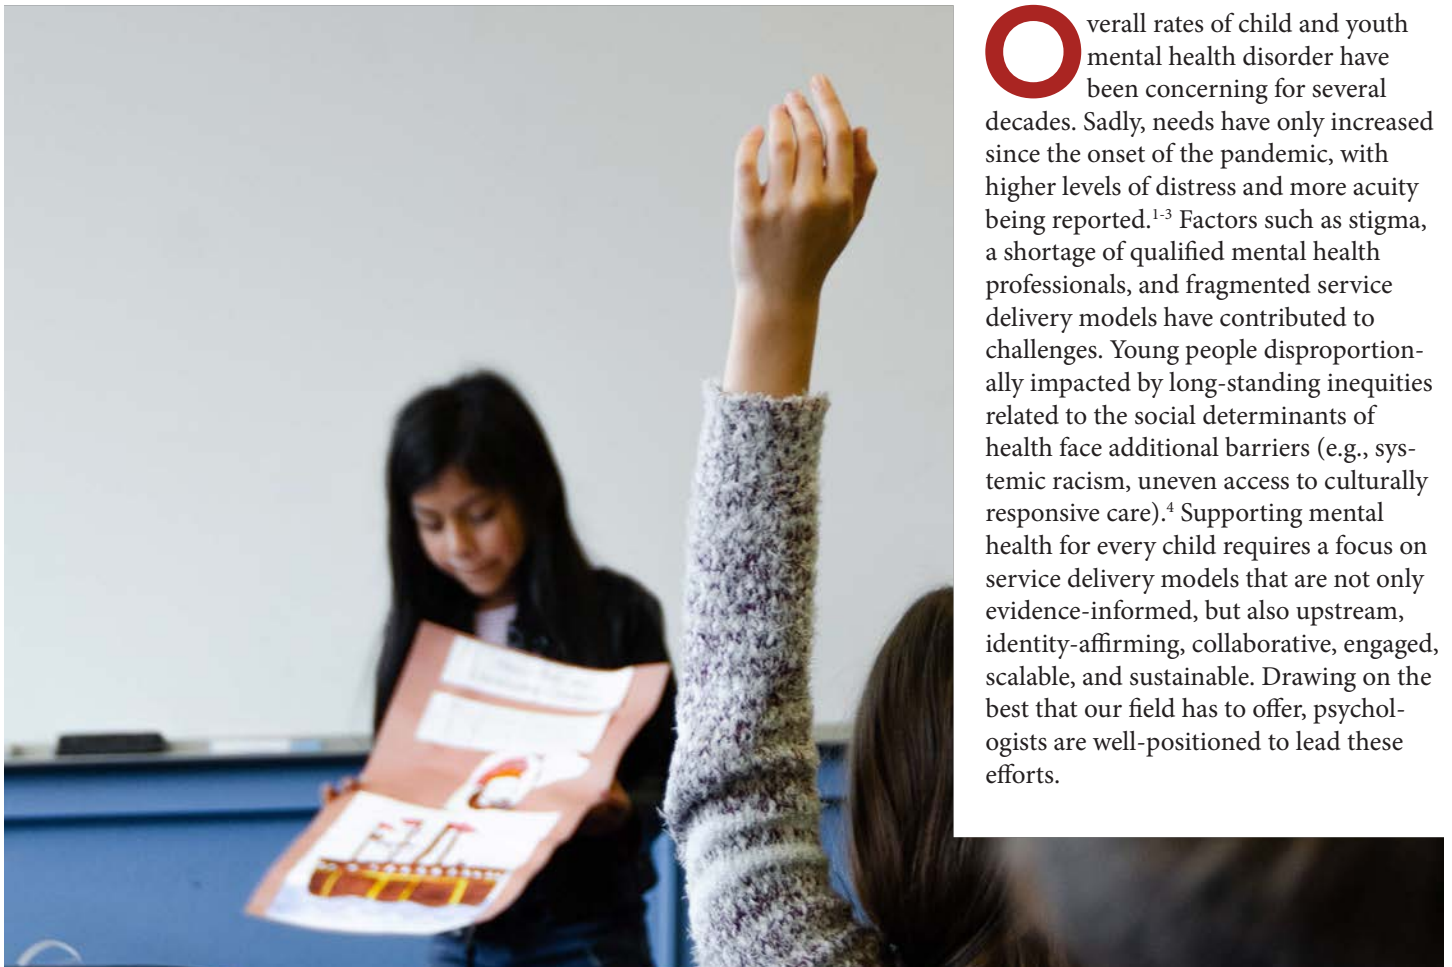 Overall rates of child and youth
mental health disorder have
been concerning for several
decades. Sadly, needs have only increased
since the onset of the pandemic, with
higher levels of distress and more acuity
being reported.1-3 Factors such as stigma,
a shortage of qualified mental health
professionals, and fragmented service
delivery models have contributed to
challenges. Young people disproportion-
ally impacted by long-standing inequities
related to the social determinants of
health face additional barriers (e.g., sys-
temic racism, uneven access to culturally
responsive care).4 Supporting mental
health for every child requires a focus on
service delivery models that are not only
evidence-informed, but also upstream,
identity-affirming, collaborative, engaged,
scalable, and sustainable. Drawing on the
best that our field has to offer, psychol-
ogists are well-positioned to lead these
efforts.